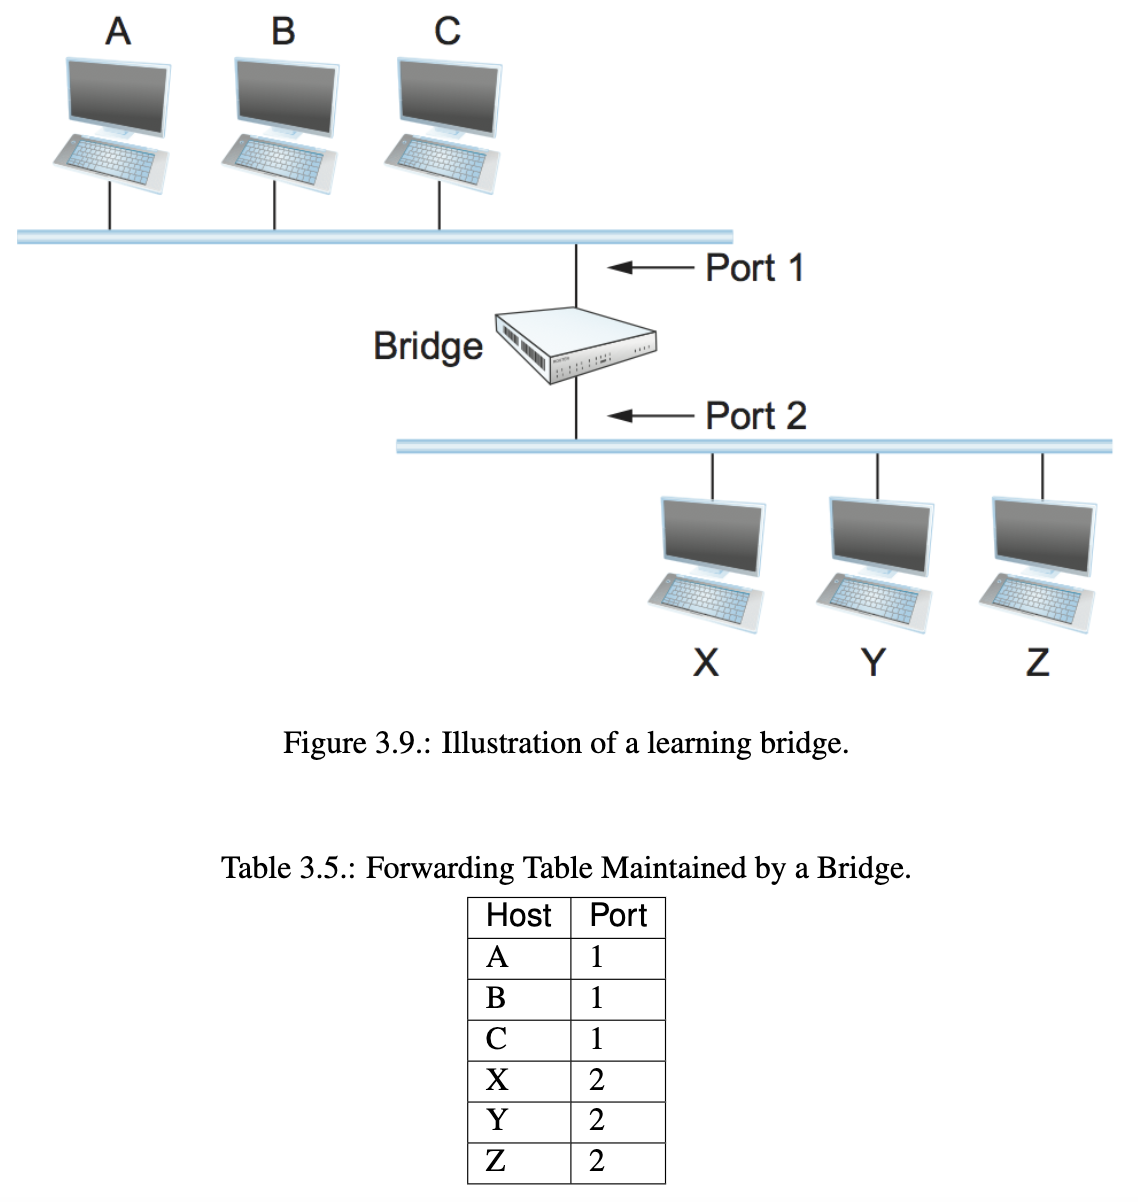 A B C
Port 1
Bridge
Port 2
X Y Z
Figure 3.9.: Illustration of a learning bridge.
Table 3.5.: Forwarding Table Maintained by a Bridge.
Host Port
A 1
B 1
C 1
X 2
Y 2
Z 2